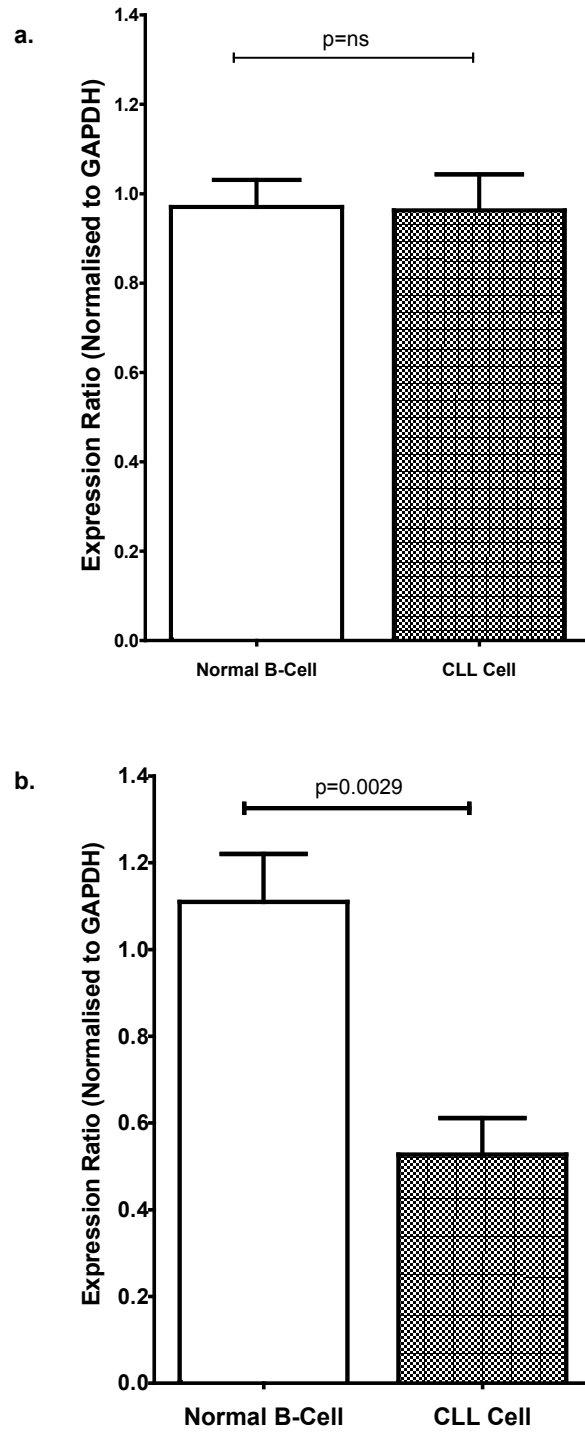 a.
Expression Ratio (Normalised to GAPDH)
1.4
1.2
1.0
0.8
0.6
0.4
0.2
0.0
p=ns
Normal B-Cell
CLL Cell
b.
Expression Ratio (Normalised to GAPDH)
1.4
1.2
1.0
0.8
0.6
0.4
0.2
0.0
p=0.0029
Normal B-Cell
CLL Cell